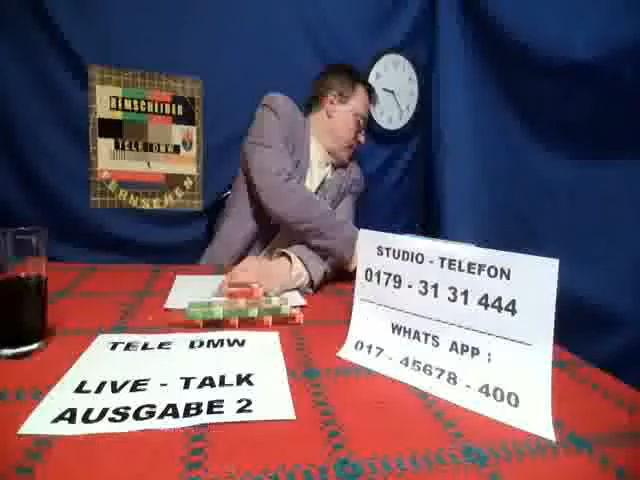 REMSCHEIDER
TELE DMW
FERNSEHEN
STUDIO - TELEFON
0179 - 31 31 444
WHATS APP :
017 - 45678 - 400
TELE DMW
LIVE - TALK
AUSGABE 2